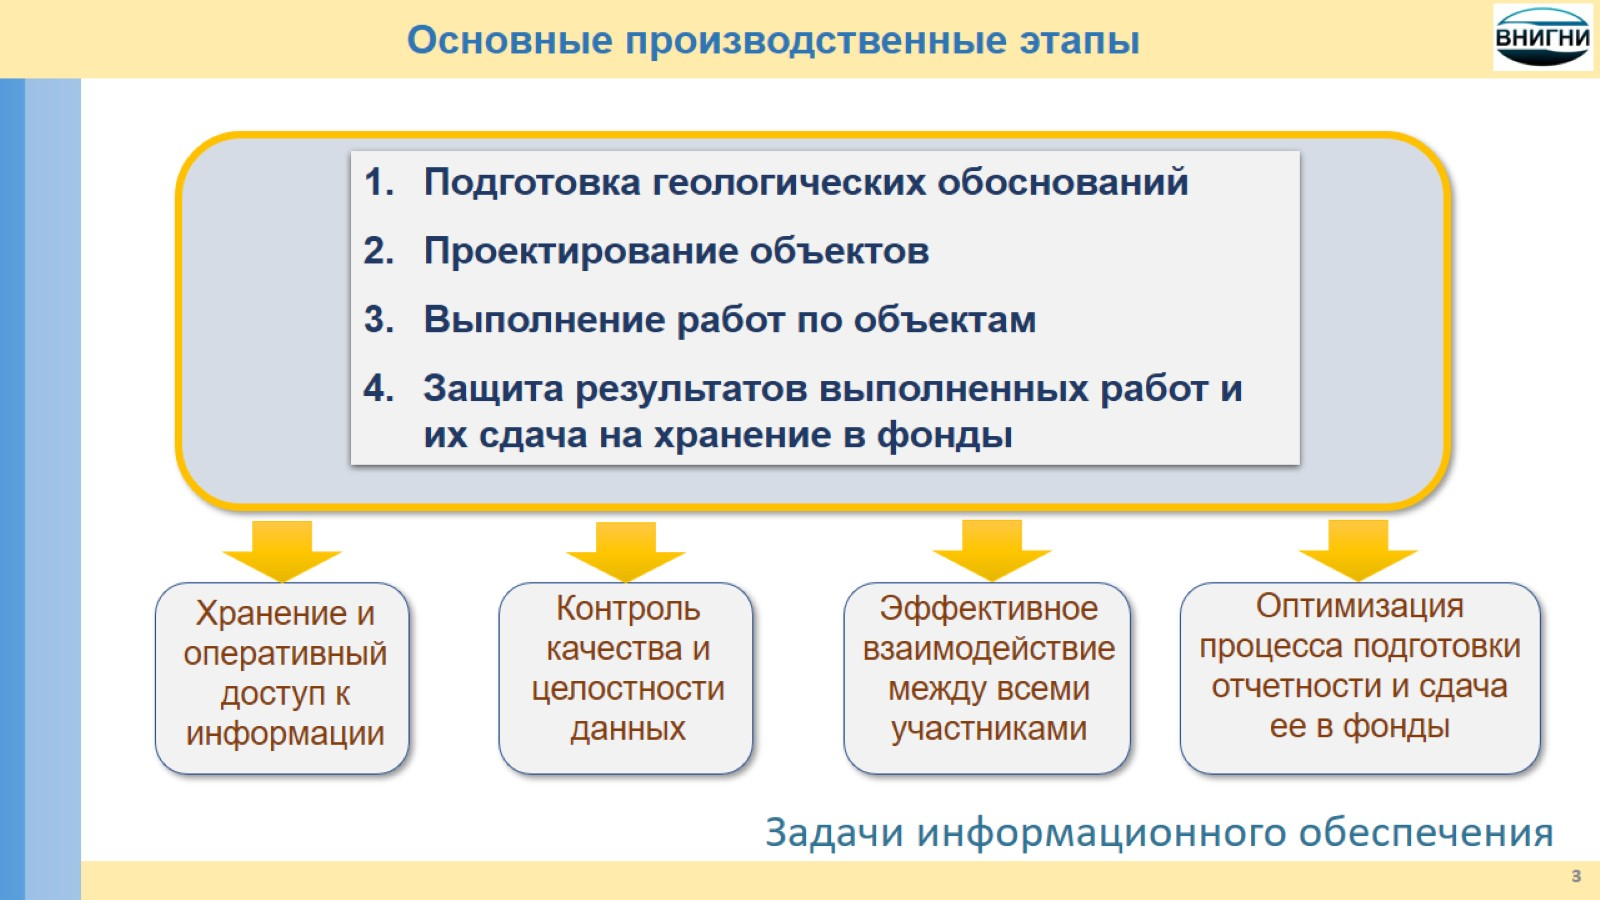 Основные производственные этапы
ВНИГНИ
1. Подготовка геологических обоснований
2. Проектирование объектов
3. Выполнение работ по объектам
4. Защита результатов выполненных работ и
их сдача на хранение в фонды
Хранение и
оперативный
доступ к
информации
Контроль
качества и
целостности
данных
Эффективное
взаимодействие
между всеми
участниками
Оптимизация
процесса подготовки
отчетности и сдача
ее в фонды
Задачи информационного обеспечения
3